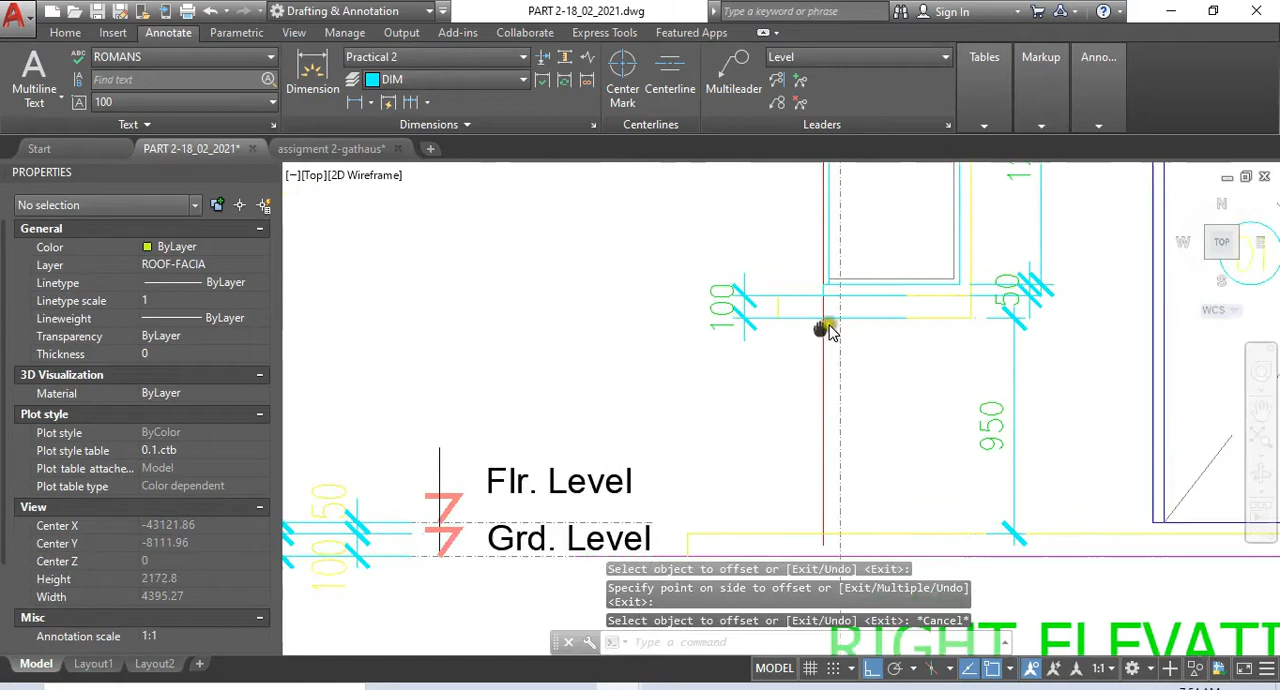 Drafting & Annotation
PART 2-18_02_2021.dwg
Type a keyword or phrase
Sign In
Home Insert Annotate Parametric View Manage Output Add-ins Collaborate Express Tools Featured Apps
Multiline Text
ABC
ROMANS
Find text
100
Text
Dimension
Practical 2
DIM
Dimensions
Center Mark
Centerline
Centerlines
Multileader
Level
Leaders
Tables
Markup
Anno...
Start
PART 2-18_02_2021*
assigment 2-gathaus*
PROPERTIES
No selection
General
Color ByLayer
Layer ROOF-FACIA
Linetype ByLayer
Linetype scale 1
Lineweight ByLayer
Transparency ByLayer
Thickness 0
3D Visualization
Material ByLayer
Plot style
Plot style ByColor
Plot style table 0.1.ctb
Plot table attache... Model
Plot table type Color dependent
View
Center X -43121.86
Center Y -8111.96
Center Z 0
Height 2172.8
Width 4395.27
Misc
Annotation scale 1:1
[−][Top][2D Wireframe]
N
W TOP E
S
WCS
100
50
950
50
100
Flr. Level
Grd. Level
Select object to offset or [Exit/Undo] <Exit>:
Specify point on side to offset or [Exit/Multiple/Undo]
<Exit>:
Select object to offset or [Exit/Undo] <Exit>: *Cancel*
Type a command
Model Layout1 Layout2
MODEL
1:1